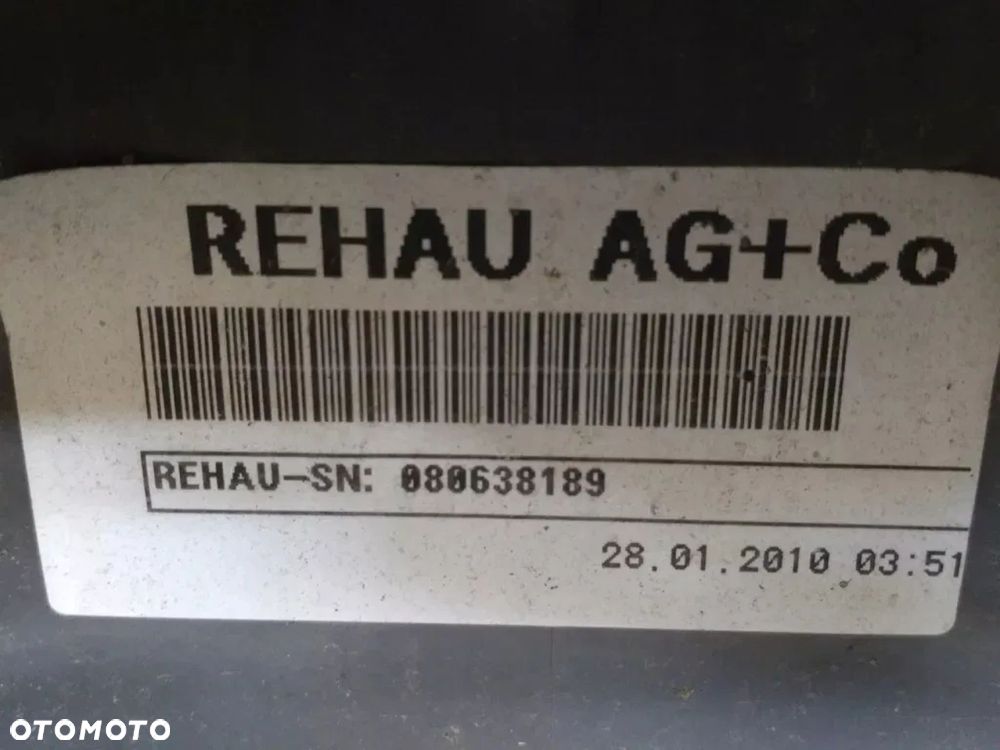 REHAU AG+Co
REHAU-SN: 080638189
28.01.2010 03:51
OTOMOTO